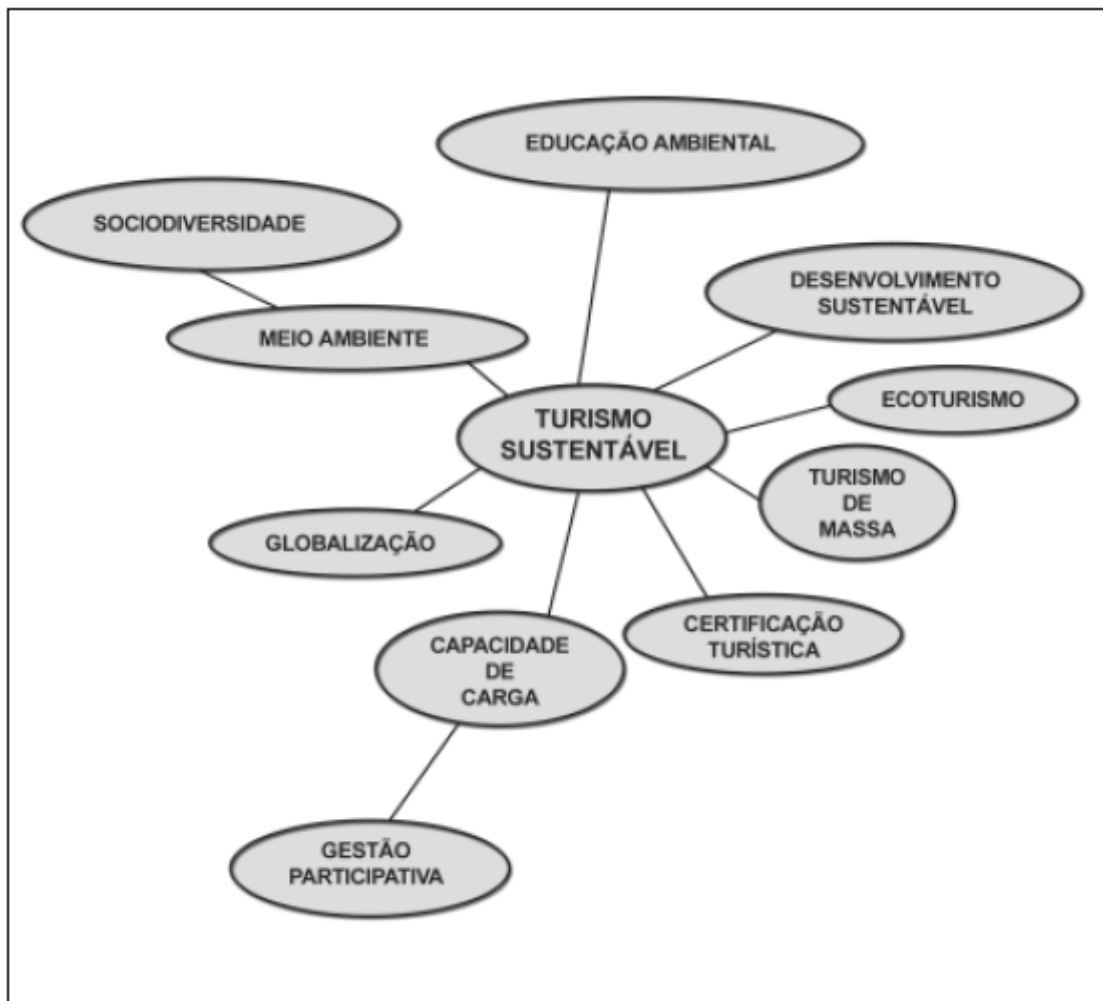 EDUCAÇÃO AMBIENTAL
SOCIODIVERSIDADE
DESENVOLVIMENTO
SUSTENTÁVEL
MEIO AMBIENTE
ECOTURISMO
TURISMO
SUSTENTÁVEL
TURISMO
DE
MASSA
GLOBALIZAÇÃO
CERTIFICAÇÃO
TURÍSTICA
CAPACIDADE
DE
CARGA
GESTÃO
PARTICIPATIVA